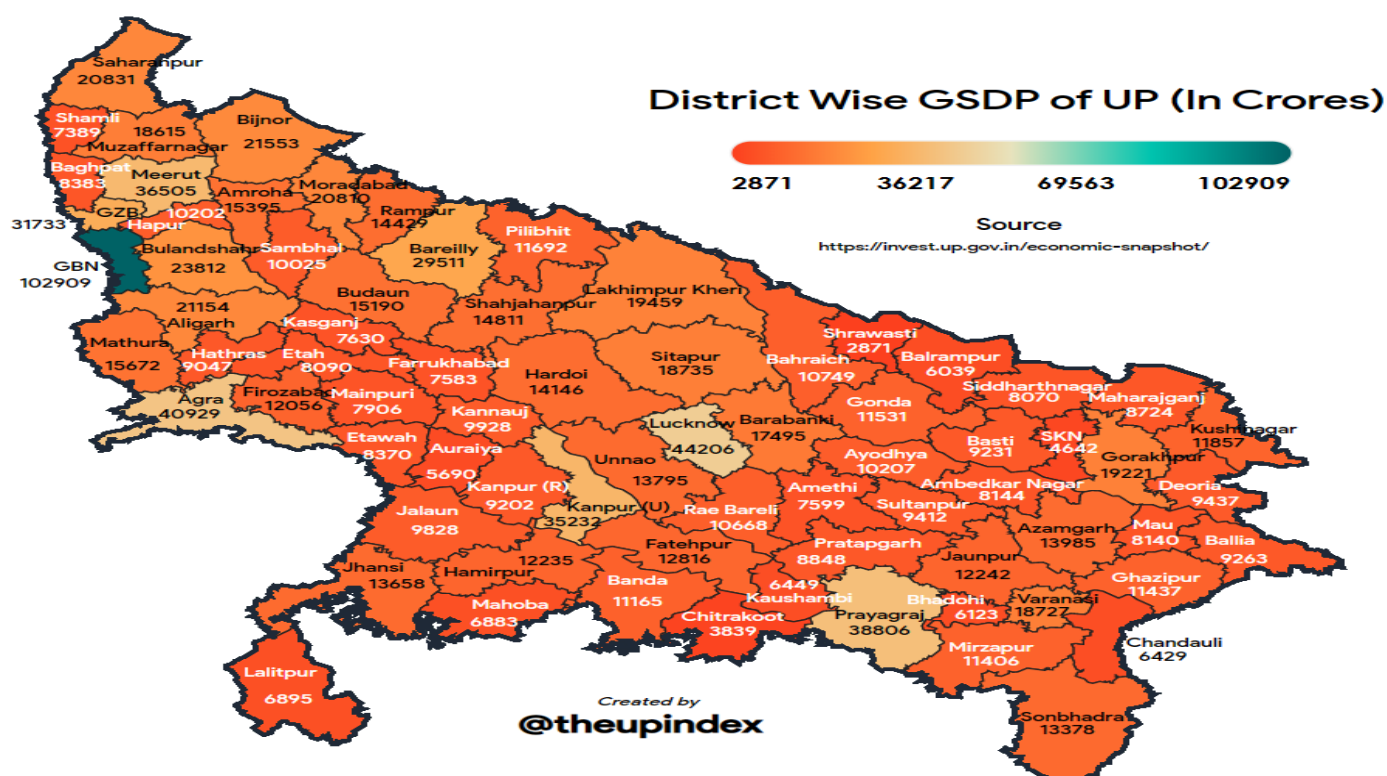 District Wise GSDP of UP (In Crores)
2871 36217 69563 102909
Source
https://invest.up.gov.in/economic-snapshot/
Saharanpur
20831
Shamli
7389
18615
Muzaffarnagar
Bijnor
21553
Baghpat
8383
Meerut
36505
Amroha
15395
Moradabad
20810
Rampur
14429
31733
GZB
10202
Hapur
GBN
102909
Bulandshahr
23812
Sambhal
10025
Bareilly
29511
Pilibhit
11692
Budaun
15190
Shahjahanpur
14811
Lakhimpur Kheri
19459
21154
Aligarh
Mathura
15672
Hathras
9047
Etah
8090
Kasganj
7630
Farrukhabad
7583
Hardoi
14146
Sitapur
18735
Bahraich
10749
Shrawasti
2871
Balrampur
6039
Siddharthnagar
8070
Maharajganj
8724
Kushinagar
11857
Agra
40929
Firozabad
12056
Mainpuri
7906
Kannauj
9928
Lucknow
44206
Barabanki
17495
Gonda
11531
Basti
9231
SKN
4642
Gorakhpur
19221
Deoria
9437
Etawah
8370
Auraiya
5690
Kanpur (R)
9202
Kanpur (U)
35232
Unnao
13795
Rae Bareli
10668
Amethi
7599
Ayodhya
10207
Sultanpur
9412
Ambedkar Nagar
8144
Azamgarh
13985
Mau
8140
Ballia
9263
Jalaun
9828
Jhansi
13658
Hamirpur
12235
Fatehpur
12816
Pratapgarh
8848
Jaunpur
12242
Ghazipur
11437
Mahoba
6883
Banda
11165
Chitrakoot
3839
6449
Kaushambi
Prayagraj
38806
Bhadohi
6123
Varanasi
18727
Mirzapur
11406
Chandauli
6429
Sonbhadra
13378
Lalitpur
6895
Created by
@theupindex